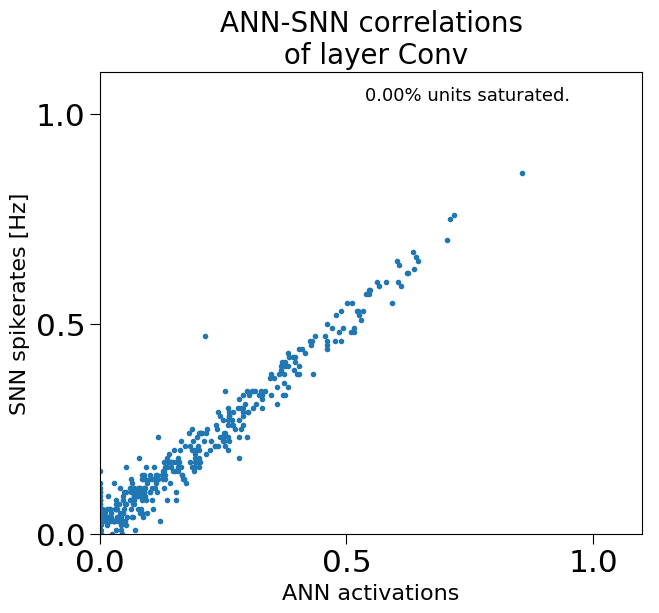 ANN-SNN correlations
of layer Conv
0.00% units saturated.
1.0
0.5
0.0
SNN spikerates [Hz]
0.0 0.5 1.0
ANN activations